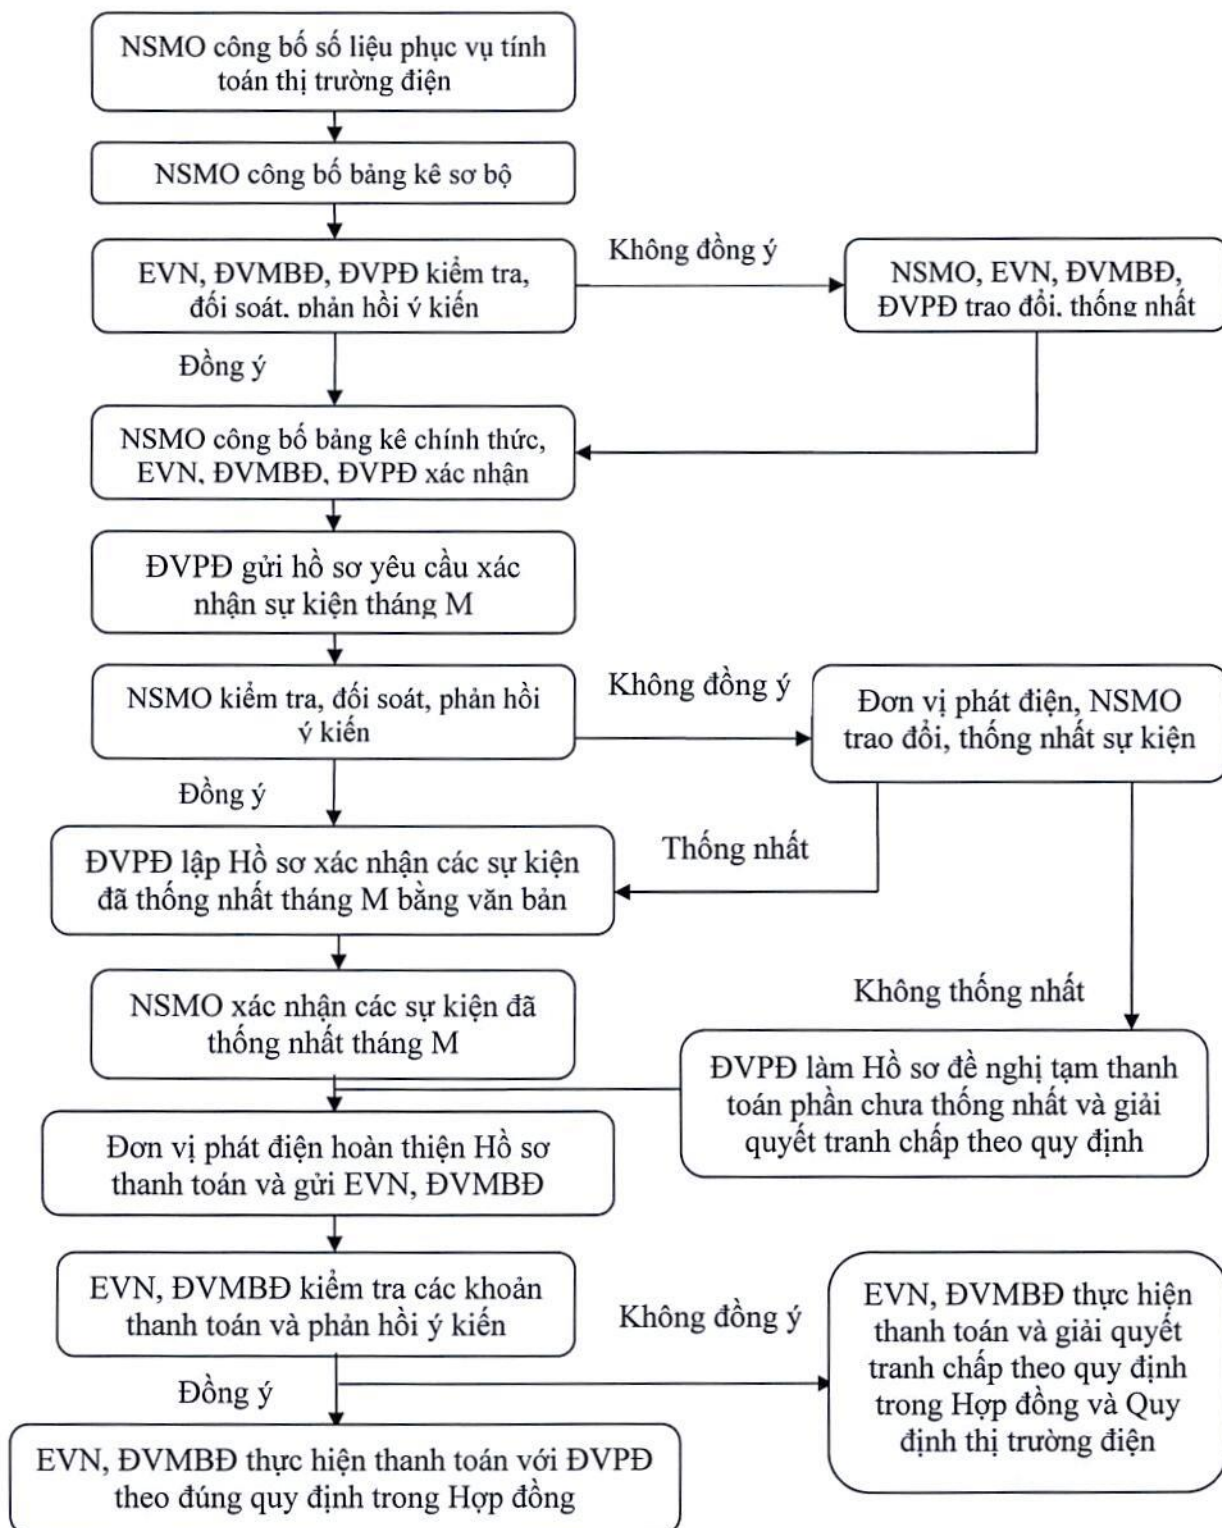 NSMO công bố số liệu phục vụ tính
toán thị trường điện
NSMO công bố bảng kê sơ bộ
EVN, ĐVMBĐ, ĐVPĐ kiểm tra,
đối soát, phản hồi ý kiến
Không đồng ý
NSMO, EVN, ĐVMBĐ,
ĐVPĐ trao đổi, thống nhất
Đồng ý
NSMO công bố bảng kê chính thức,
EVN, ĐVMBĐ, ĐVPĐ xác nhận
ĐVPĐ gửi hồ sơ yêu cầu xác
nhận sự kiện tháng M
NSMO kiểm tra, đối soát, phản hồi
ý kiến
Không đồng ý
Đơn vị phát điện, NSMO
trao đổi, thống nhất sự kiện
Đồng ý
Thống nhất
ĐVPĐ lập Hồ sơ xác nhận các sự kiện
đã thống nhất tháng M bằng văn bản
NSMO xác nhận các sự kiện đã
thống nhất tháng M
Không thống nhất
ĐVPĐ làm Hồ sơ đề nghị tạm thanh
toán phần chưa thống nhất và giải
quyết tranh chấp theo quy định
Đơn vị phát điện hoàn thiện Hồ sơ
thanh toán và gửi EVN, ĐVMBĐ
EVN, ĐVMBĐ kiểm tra các khoản
thanh toán và phản hồi ý kiến
Không đồng ý
EVN, ĐVMBĐ thực hiện
thanh toán và giải quyết
tranh chấp theo quy định
trong Hợp đồng và Quy
định thị trường điện
Đồng ý
EVN, ĐVMBĐ thực hiện thanh toán với ĐVPĐ
theo đúng quy định trong Hợp đồng